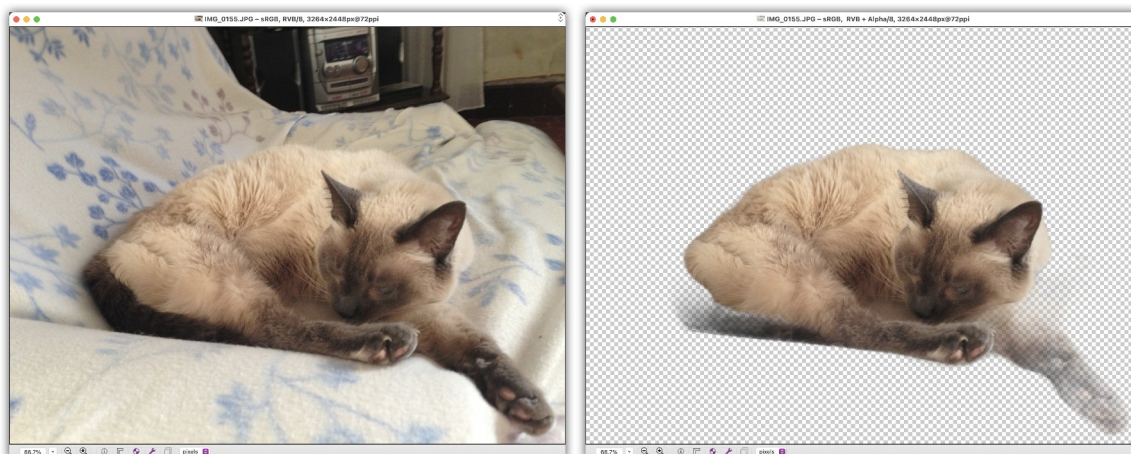 IMG_0155.JPG – sRGB, RVB/8, 3264x2448px@72ppi
IMG_0155.JPG – sRGB, RVB + Alpha/8, 3264x2448px@72ppi
66.7% pixels
66.7% pixels